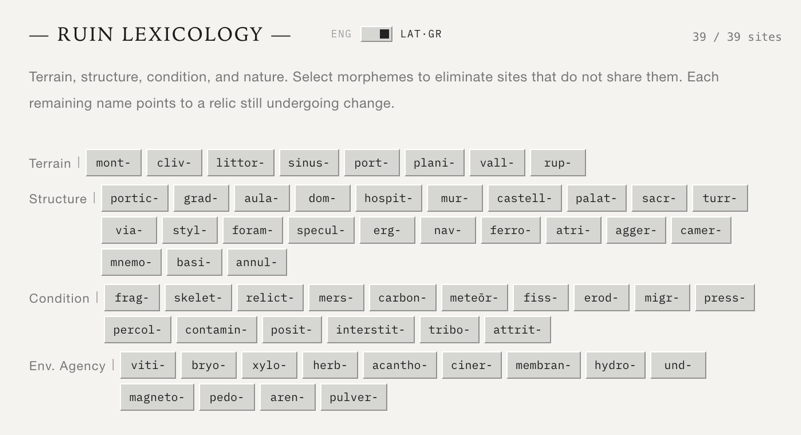 — RUIN LEXICOLOGY — ENG LAT·GR 39 / 39 sites
Terrain, structure, condition, and nature. Select morphemes to eliminate sites that do not share them. Each
remaining name points to a relic still undergoing change.
Terrain | mont- cliv- littor- sinus- port- plani- vall- rup-
Structure | portic- grad- aula- dom- hospit- mur- castell- palat- sacr- turr-
via- styl- foram- specul- erg- nav- ferro- atri- agger- camer-
mnemo- basi- annul-
Condition | frag- skelet- relict- mers- carbon- meteōr- fiss- erod- migr- press-
percol- contamin- posit- interstit- tribo- attrit-
Env. Agency | viti- bryo- xylo- herb- acantho- ciner- membran- hydro- und-
magneto- pedo- aren- pulver-